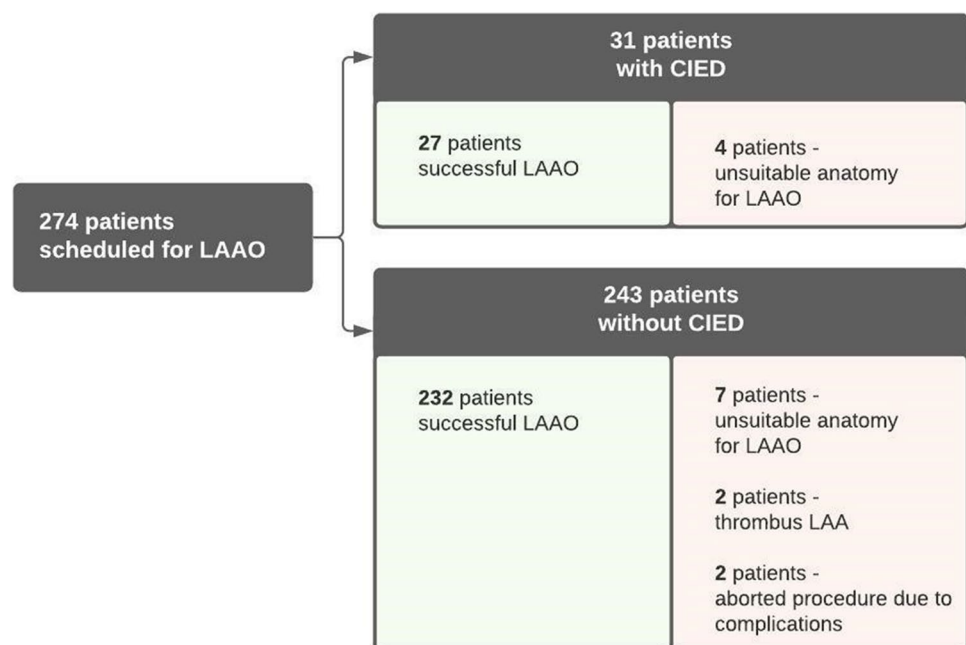 274 patients
scheduled for LAAO
31 patients
with CIED
27 patients
successful LAAO
4 patients -
unsuitable anatomy
for LAAO
243 patients
without CIED
232 patients
successful LAAO
7 patients -
unsuitable anatomy
for LAAO
2 patients -
thrombus LAA
2 patients -
aborted procedure due to
complications